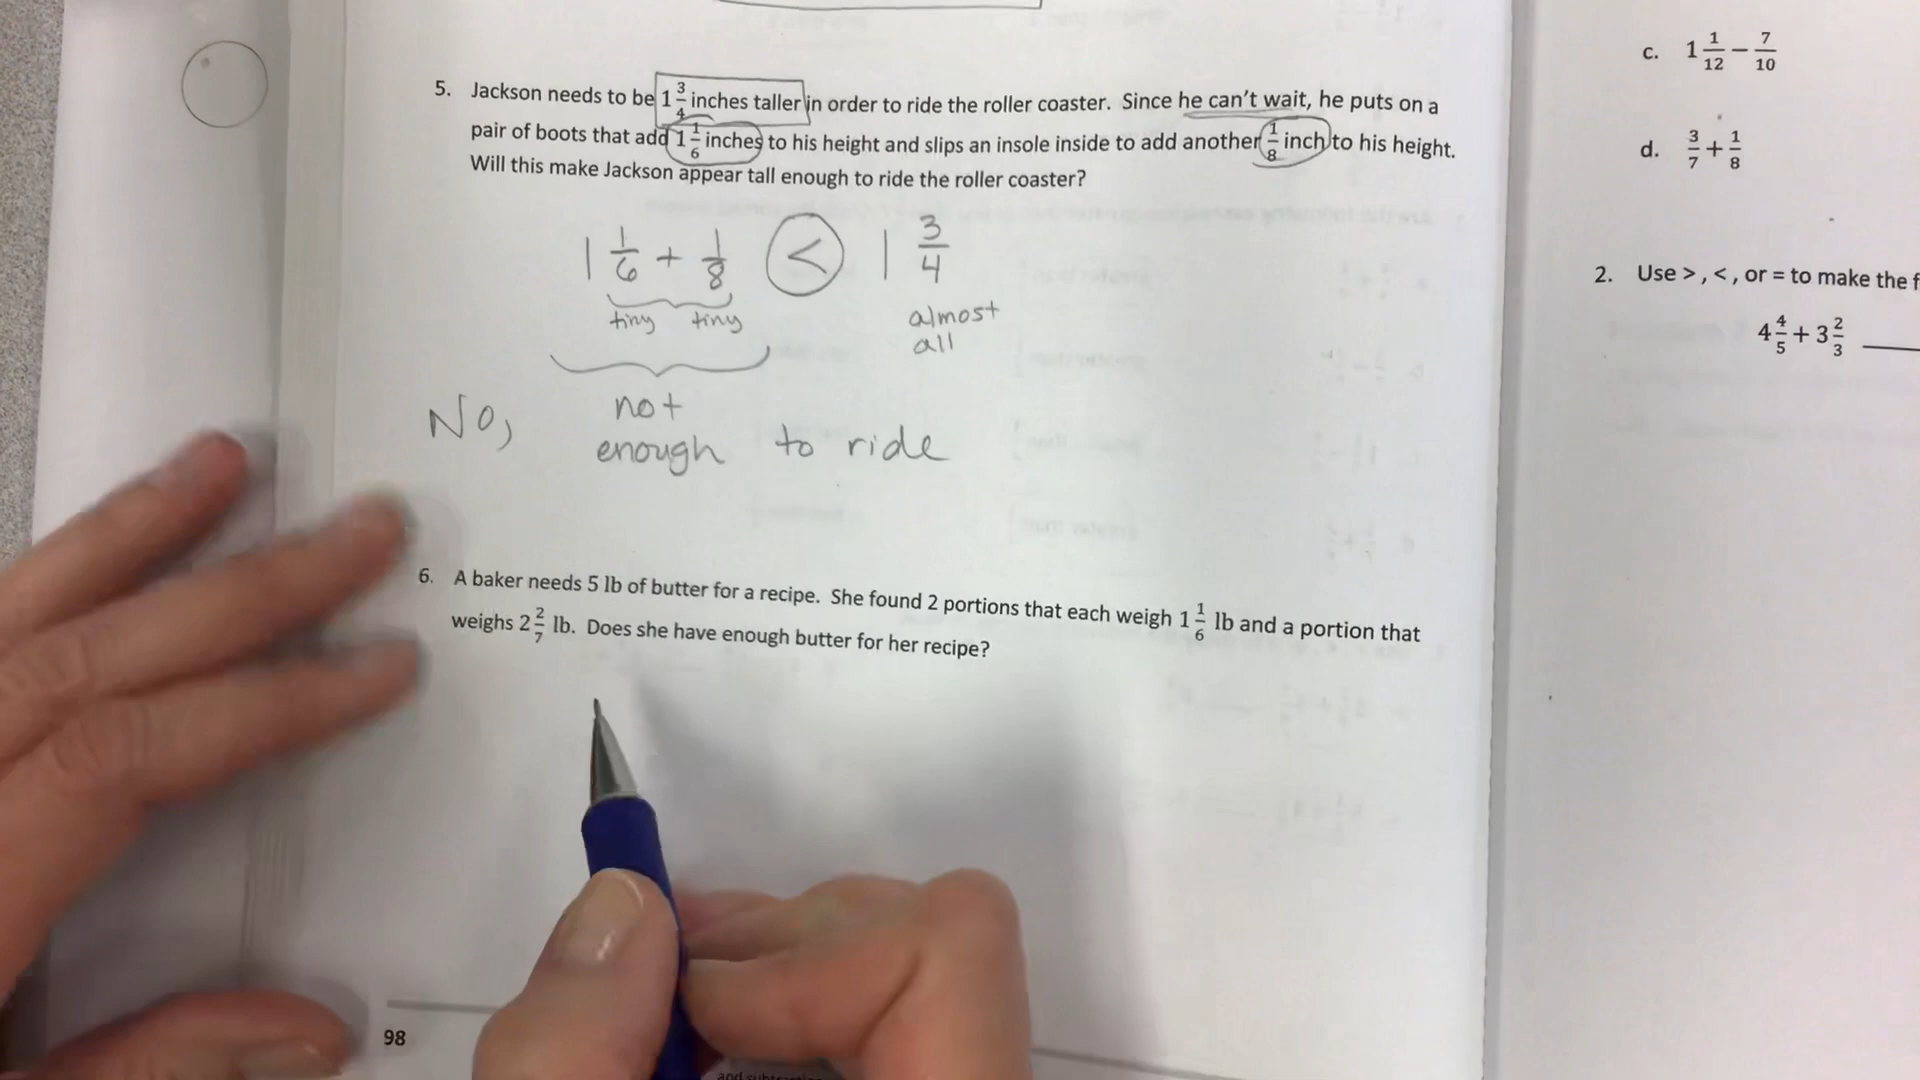 5. Jackson needs to be 1 3/4 inches taller in order to ride the roller coaster. Since he can't wait, he puts on a
pair of boots that add 1 1/6 inches to his height and slips an insole inside to add another 1/8 inch to his height.
Will this make Jackson appear tall enough to ride the roller coaster?
1 1/6 + 1/8 < 1 3/4
tiny tiny
almost
all
No, not
enough to ride
6. A baker needs 5 lb of butter for a recipe. She found 2 portions that each weigh 1 1/6 lb and a portion that
weighs 2 2/7 lb. Does she have enough butter for her recipe?
98
c. 1 1/12 − 7/10
d. 3/7 + 1/8
2. Use > , < , or = to make the
4 4/5 + 3 2/3 ____